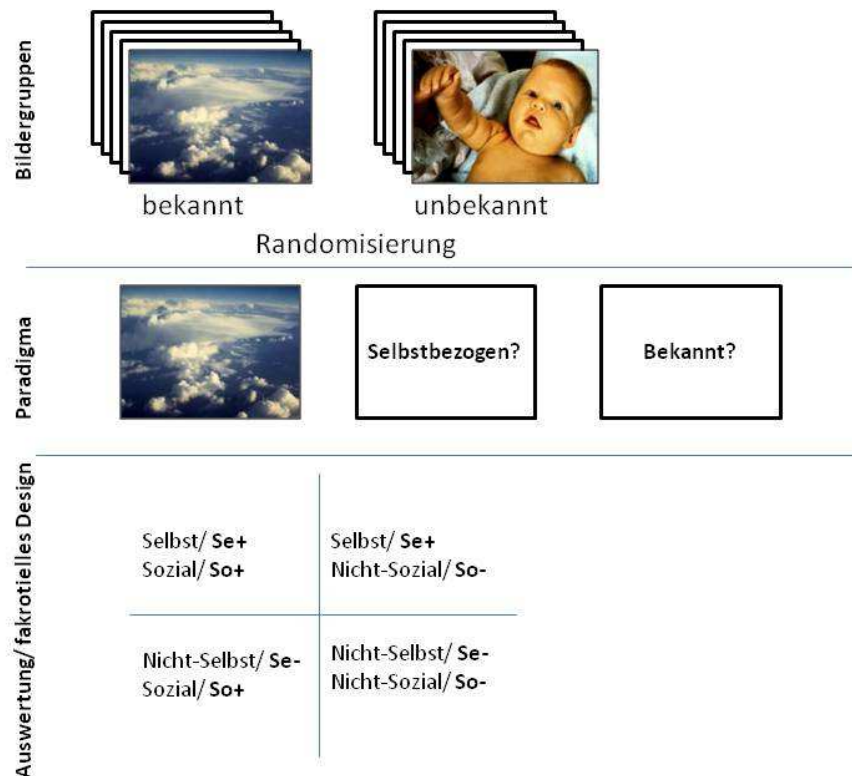 Bildergruppen
bekannt
unbekannt
Randomisierung
Paradigma
Selbstbezogen?
Bekannt?
Auswertung/ fakrotielles Design
Selbst/ Se+
Sozial/ So+
Selbst/ Se+
Nicht-Sozial/ So-
Nicht-Selbst/ Se-
Sozial/ So+
Nicht-Selbst/ Se-
Nicht-Sozial/ So-